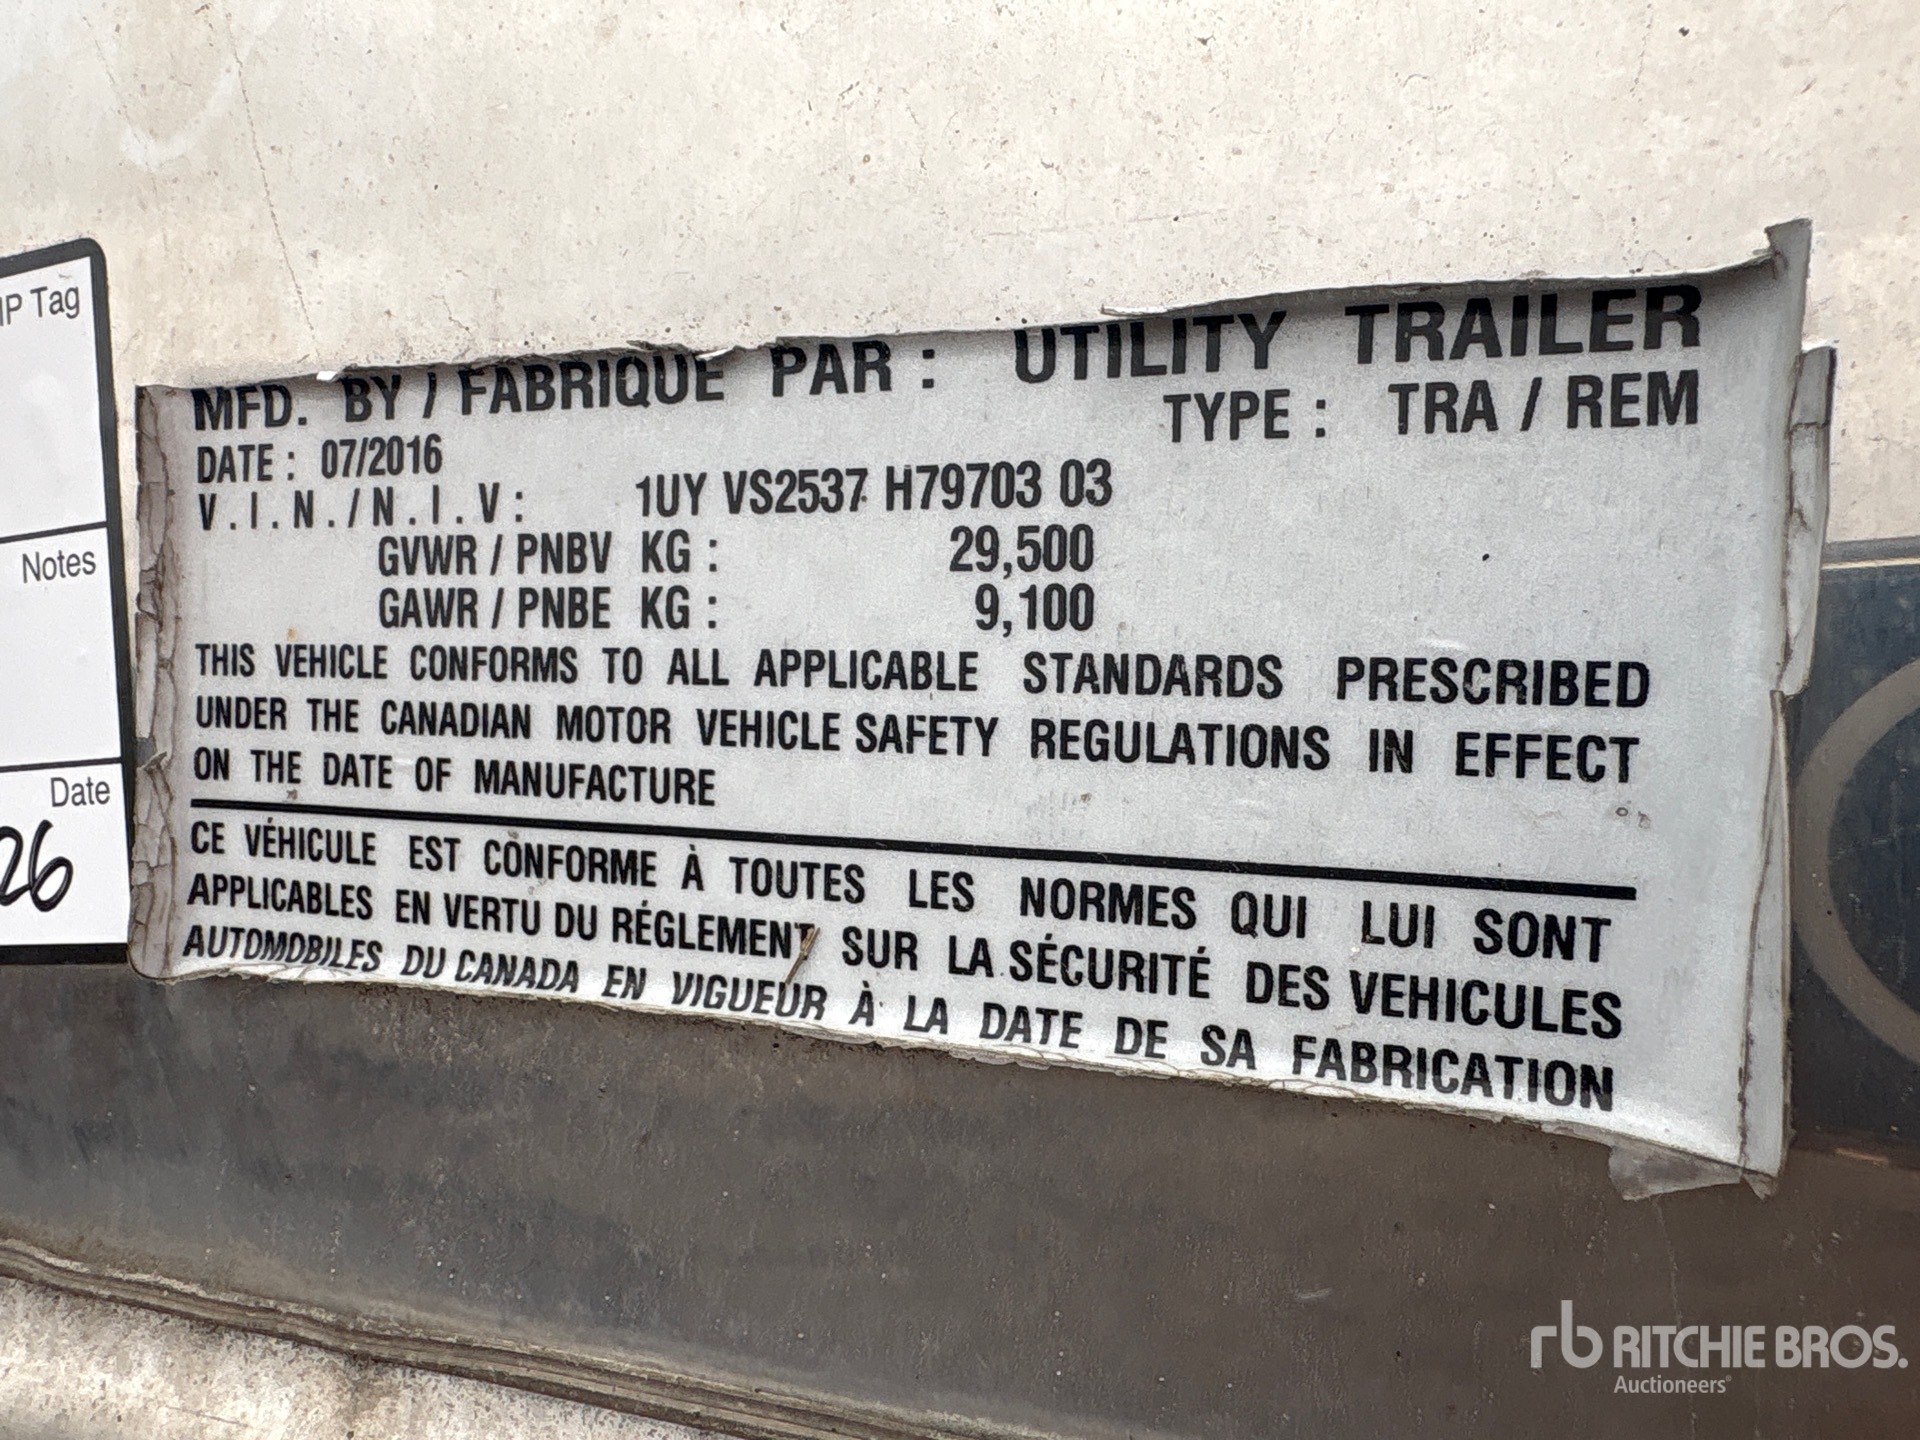 IP Tag
Notes
Date
26
MFD. BY / FABRIQUÉ PAR : UTILITY TRAILER
DATE : 07/2016 TYPE : TRA / REM
V.I.N./N.I.V: 1UY VS2537 H79703 03
GVWR / PNBV KG : 29,500
GAWR / PNBE KG : 9,100
THIS VEHICLE CONFORMS TO ALL APPLICABLE STANDARDS PRESCRIBED
UNDER THE CANADIAN MOTOR VEHICLE SAFETY REGULATIONS IN EFFECT
ON THE DATE OF MANUFACTURE
CE VÉHICULE EST CONFORME À TOUTES LES NORMES QUI LUI SONT
APPLICABLES EN VERTU DU RÉGLEMENT SUR LA SÉCURITÉ DES VEHICULES
AUTOMOBILES DU CANADA EN VIGUEUR À LA DATE DE SA FABRICATION
rb RITCHIE BROS.
Auctioneers